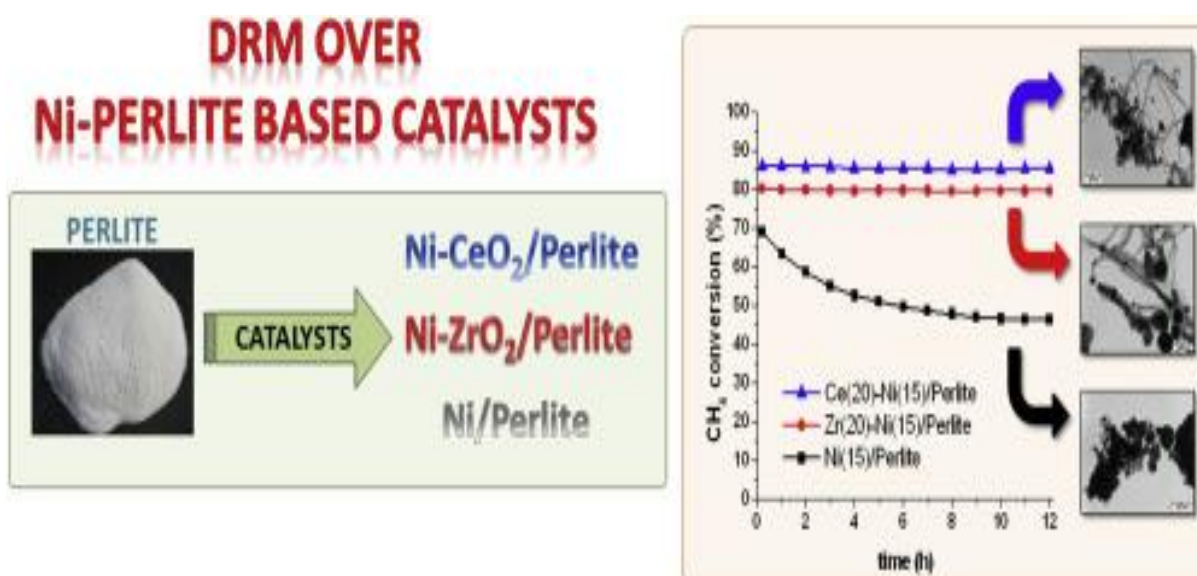 DRM OVER
Ni-PERLITE BASED CATALYSTS
PERLITE
CATALYSTS
Ni-CeO₂/Perlite
Ni-ZrO₂/Perlite
Ni/Perlite
CH₄ conversion (%)
100
90
80
70
60
50
40
30
20
10
0
Ce(20)-Ni(15)/Perlite
Zr(20)-Ni(15)/Perlite
Ni(15)/Perlite
0 2 4 6 8 10 12
time (h)